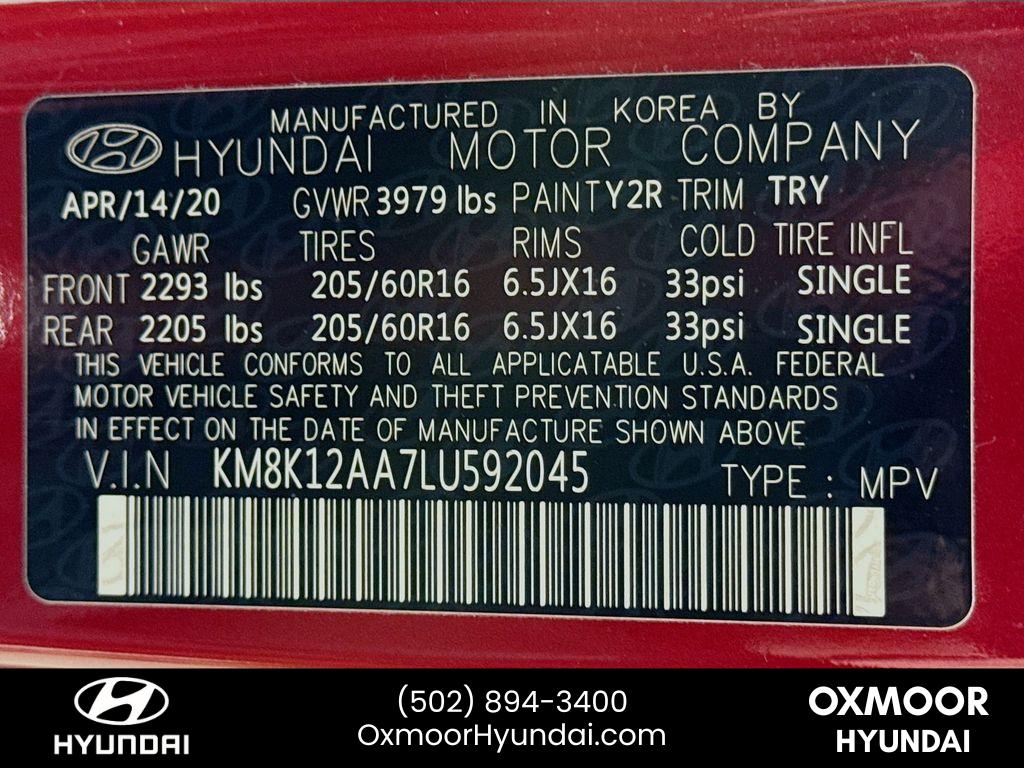 MANUFACTURED IN KOREA BY
HYUNDAI MOTOR COMPANY
APR/14/20 GVWR 3979 lbs PAINT Y2R TRIM TRY
GAWR TIRES RIMS COLD TIRE INFL
FRONT 2293 lbs 205/60R16 6.5JX16 33psi SINGLE
REAR 2205 lbs 205/60R16 6.5JX16 33psi SINGLE
THIS VEHICLE CONFORMS TO ALL APPLICATABLE U.S.A. FEDERAL
MOTOR VEHICLE SAFETY AND THEFT PREVENTION STANDARDS
IN EFFECT ON THE DATE OF MANUFACTURE SHOWN ABOVE
V.I.N KM8K12AA7LU592045 TYPE : MPV
HYUNDAI
(502) 894-3400
OxmoorHyundai.com
OXMOOR
HYUNDAI